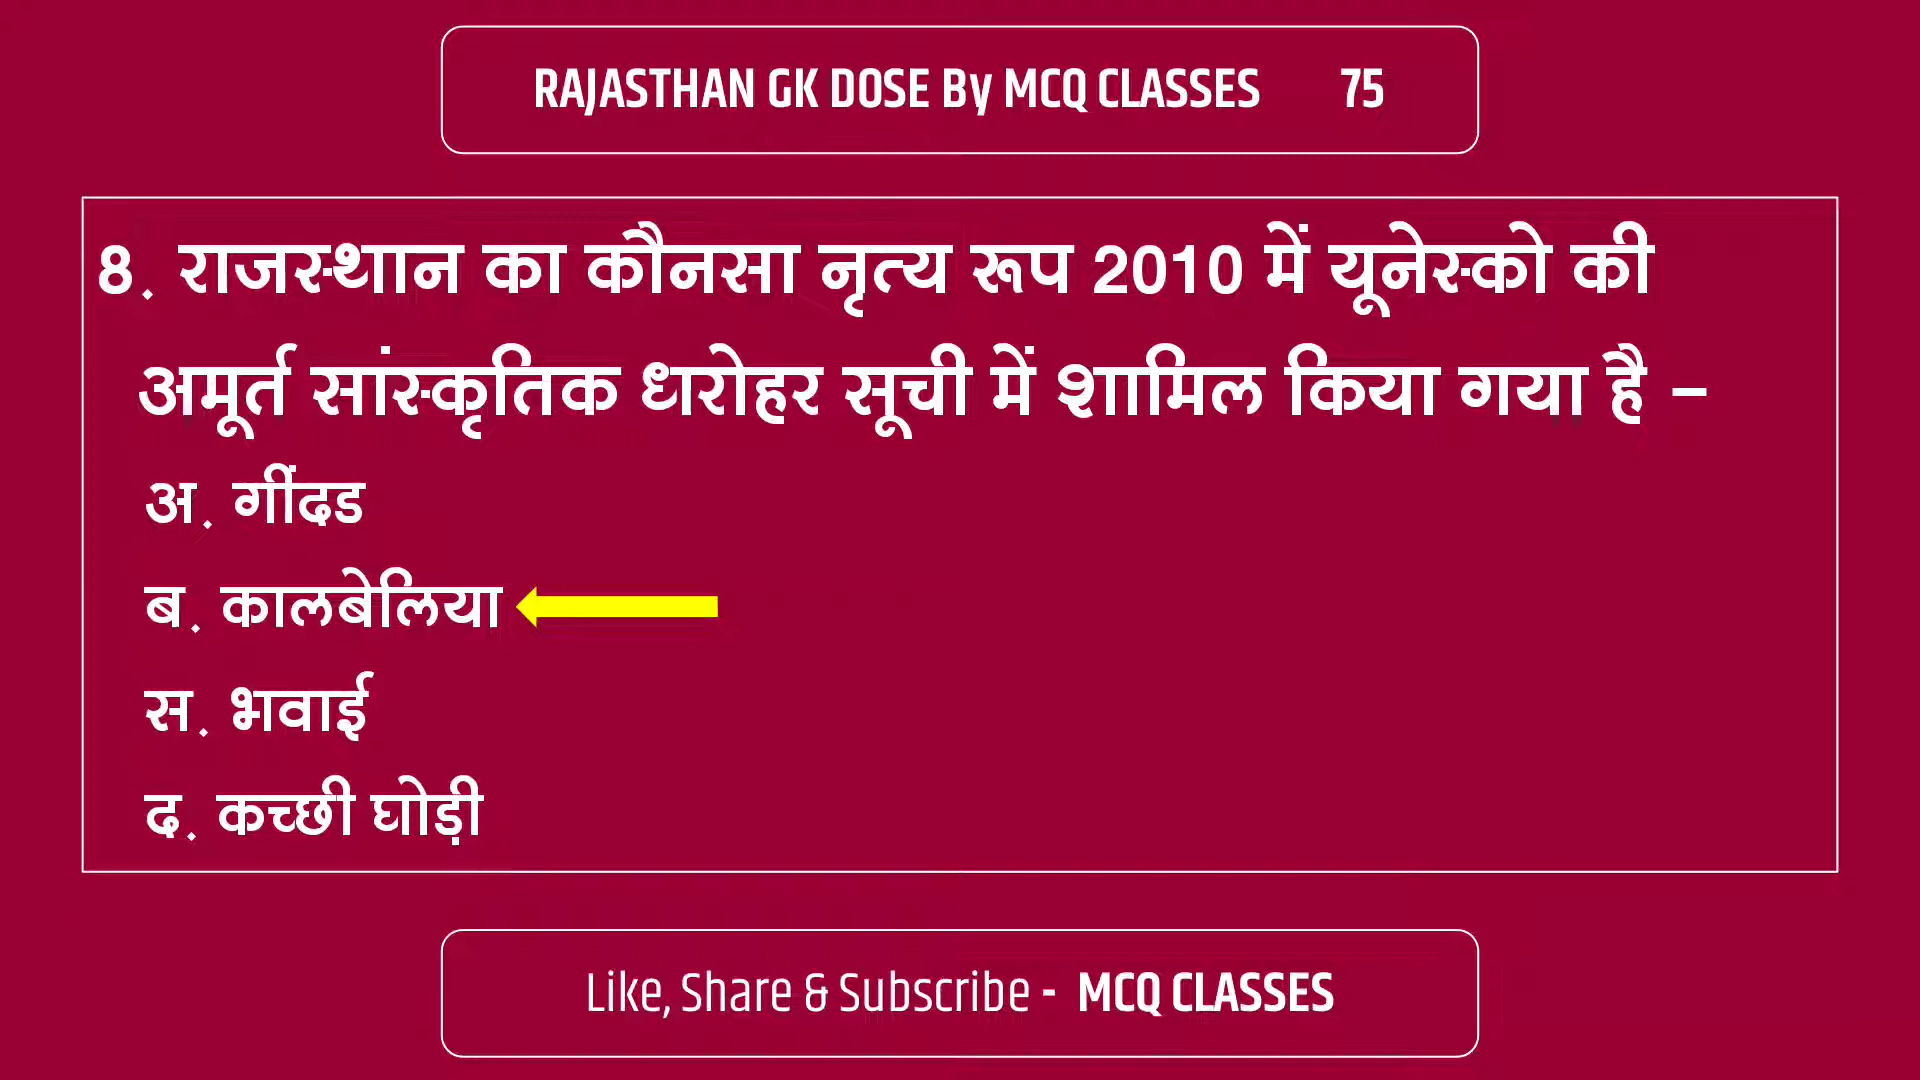 RAJASTHAN GK DOSE By MCQ CLASSES 75
8. राजस्थान का कौनसा नृत्य रूप 2010 में यूनेस्को की
अमूर्त सांस्कृतिक धरोहर सूची में शामिल किया गया है –
अ. गींदड
ब. कालबेलिया
स. भवाई
द. कच्छी घोड़ी
Like, Share & Subscribe - MCQ CLASSES